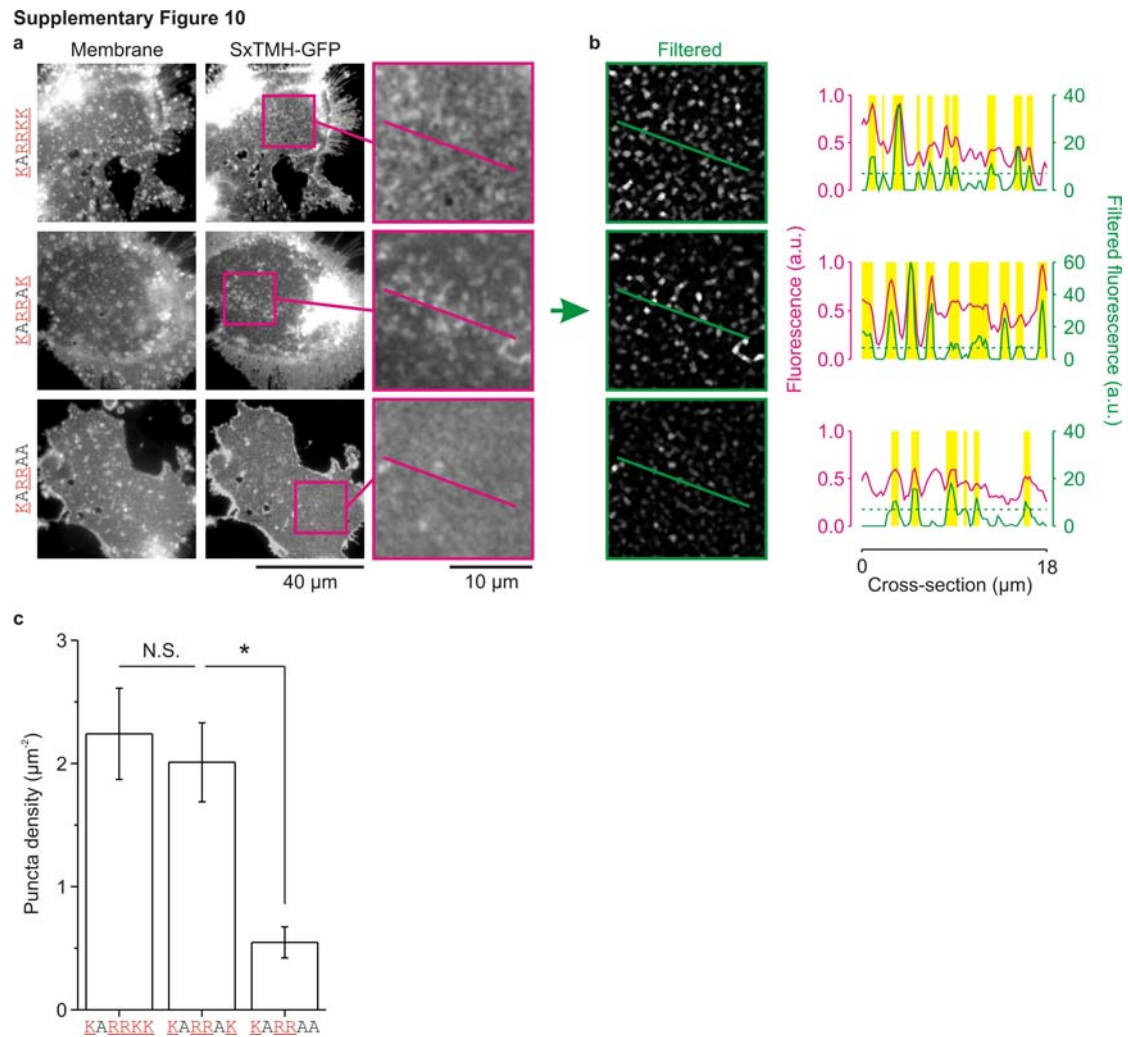 Supplementary Figure 10
a
Membrane
SxTMH-GFP
KARRKK
KARRAK
KARRAA
40 μm
10 μm
b
Filtered
Fluorescence (a.u.)
Filtered fluorescence (a.u.)
1.0
0.5
0.0
40
20
0
1.0
0.5
0.0
60
40
20
0
1.0
0.5
0.0
40
20
0
0
18
Cross-section (μm)
c
Puncta density (μm⁻²)
3
2
1
0
N.S.
*
KARRKK KARRAK KARRAA